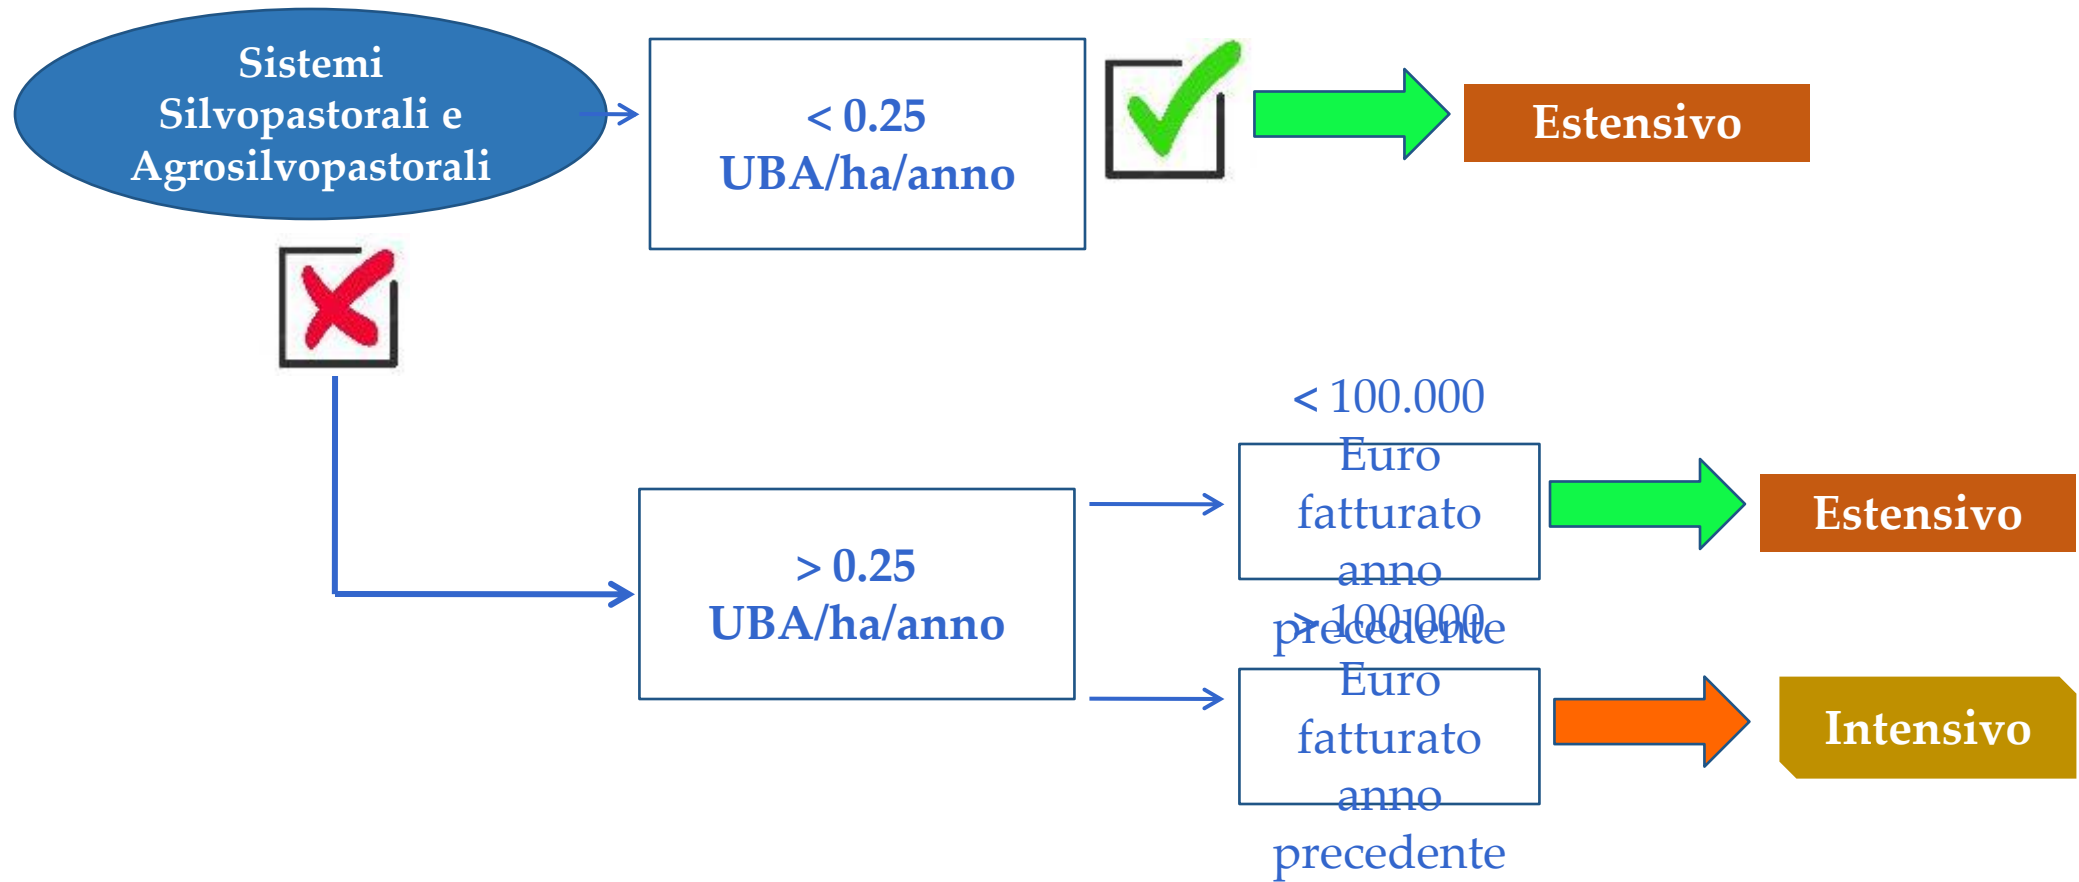 Sistemi
Silvopastorali e
Agrosilvopastorali
< 0.25
UBA/ha/anno
Estensivo
> 0.25
UBA/ha/anno
< 100.000
Euro
fatturato
anno
precedente
Estensivo
> 100.000
Euro
fatturato
anno
precedente
Intensivo